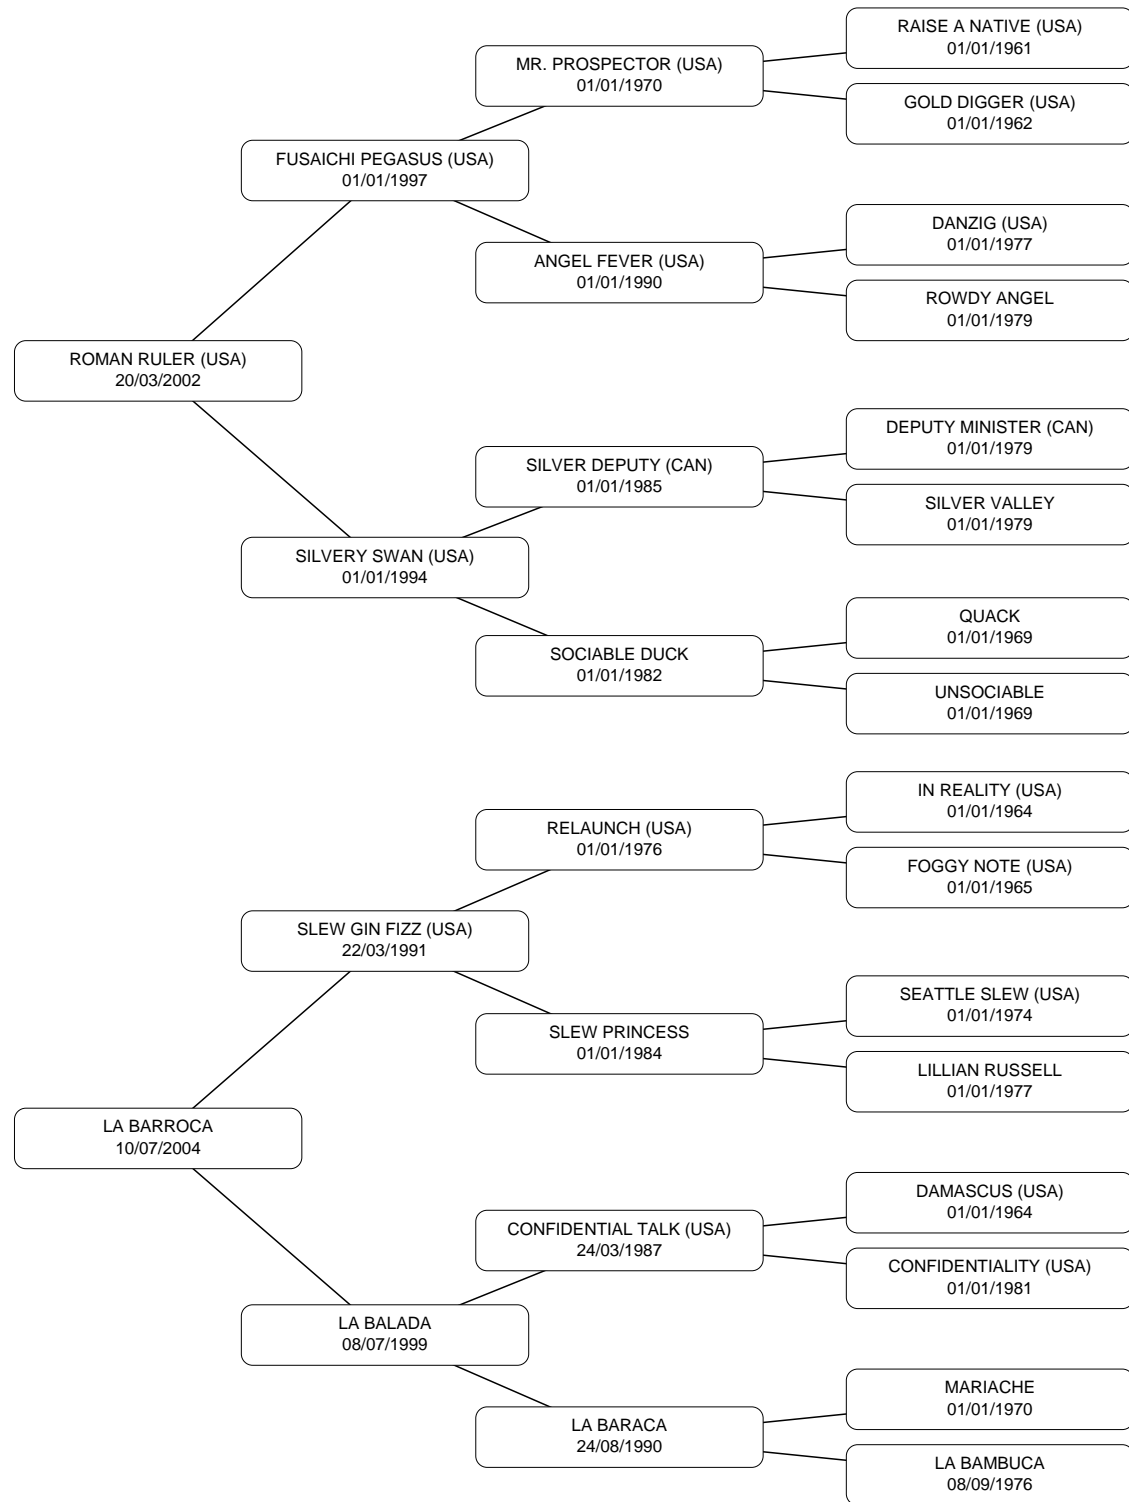 RAISE A NATIVE (USA)
01/01/1961
MR. PROSPECTOR (USA)
01/01/1970
GOLD DIGGER (USA)
01/01/1962
FUSAICHI PEGASUS (USA)
01/01/1997
DANZIG (USA)
01/01/1977
ANGEL FEVER (USA)
01/01/1990
ROWDY ANGEL
01/01/1979
ROMAN RULER (USA)
20/03/2002
DEPUTY MINISTER (CAN)
01/01/1979
SILVER DEPUTY (CAN)
01/01/1985
SILVER VALLEY
01/01/1979
SILVERY SWAN (USA)
01/01/1994
QUACK
01/01/1969
SOCIABLE DUCK
01/01/1982
UNSOCIABLE
01/01/1969
IN REALITY (USA)
01/01/1964
RELAUNCH (USA)
01/01/1976
FOGGY NOTE (USA)
01/01/1965
SLEW GIN FIZZ (USA)
22/03/1991
SEATTLE SLEW (USA)
01/01/1974
SLEW PRINCESS
01/01/1984
LILLIAN RUSSELL
01/01/1977
LA BARROCA
10/07/2004
DAMASCUS (USA)
01/01/1964
CONFIDENTIAL TALK (USA)
24/03/1987
CONFIDENTIALITY (USA)
01/01/1981
LA BALADA
08/07/1999
MARIACHE
01/01/1970
LA BARACA
24/08/1990
LA BAMBUCA
08/09/1976